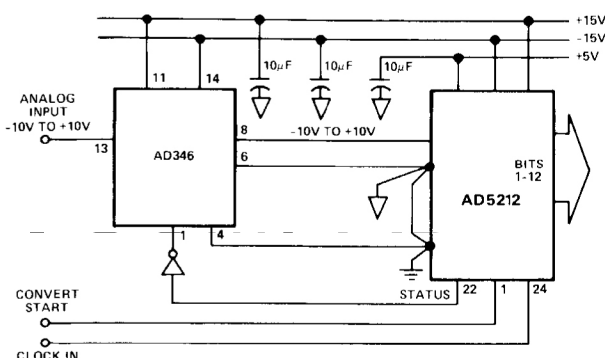 +15V
-15V
+5V
11
14
10μF
10μF
10μF
ANALOG
INPUT
-10V TO +10V
13
AD346
8
-10V TO +10V
6
BITS
1-12
AD5212
1
4
STATUS
22
1
24
CONVERT
START
CLOCK IN